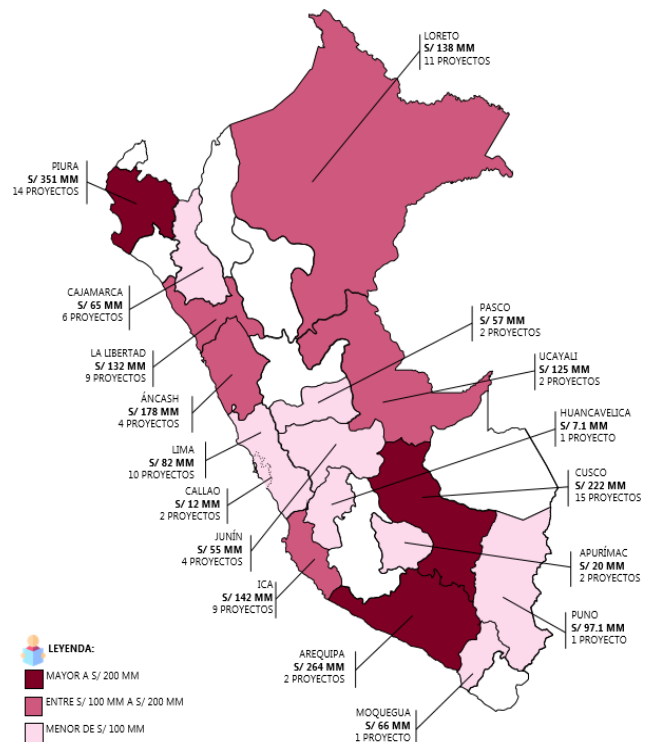 LORETO
S/ 138 MM
11 PROYECTOS
PIURA
S/ 351 MM
14 PROYECTOS
CAJAMARCA
S/ 65 MM
6 PROYECTOS
PASCO
S/ 57 MM
2 PROYECTOS
LA LIBERTAD
S/ 132 MM
9 PROYECTOS
UCAYALI
S/ 125 MM
2 PROYECTOS
ÁNCASH
S/ 178 MM
4 PROYECTOS
HUANCAVELICA
S/ 7.1 MM
1 PROYECTO
LIMA
S/ 82 MM
10 PROYECTOS
CUSCO
S/ 222 MM
15 PROYECTOS
CALLAO
S/ 12 MM
2 PROYECTOS
JUNÍN
S/ 55 MM
4 PROYECTOS
APURÍMAC
S/ 20 MM
2 PROYECTOS
ICA
S/ 142 MM
9 PROYECTOS
PUNO
S/ 97.1 MM
1 PROYECTO
AREQUIPA
S/ 264 MM
2 PROYECTOS
MOQUEGUA
S/ 66 MM
1 PROYECTO
LEYENDA:
MAYOR A S/ 200 MM
ENTRE S/ 100 MM A S/ 200 MM
MENOR DE S/ 100 MM